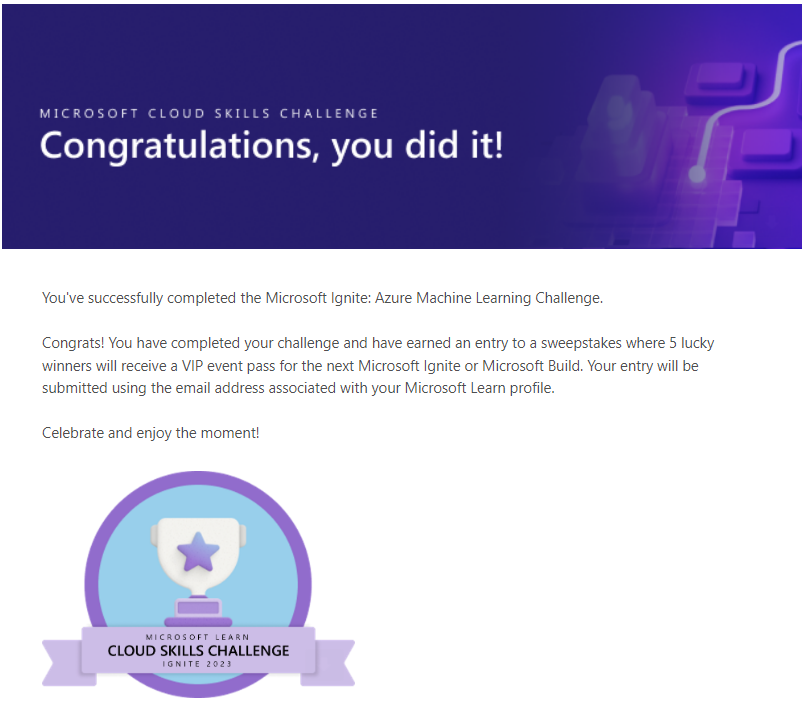 MICROSOFT CLOUD SKILLS CHALLENGE
Congratulations, you did it!
You've successfully completed the Microsoft Ignite: Azure Machine Learning Challenge.
Congrats! You have completed your challenge and have earned an entry to a sweepstakes where 5 lucky
winners will receive a VIP event pass for the next Microsoft Ignite or Microsoft Build. Your entry will be
submitted using the email address associated with your Microsoft Learn profile.
Celebrate and enjoy the moment!
MICROSOFT LEARN
CLOUD SKILLS CHALLENGE
IGNITE 2023